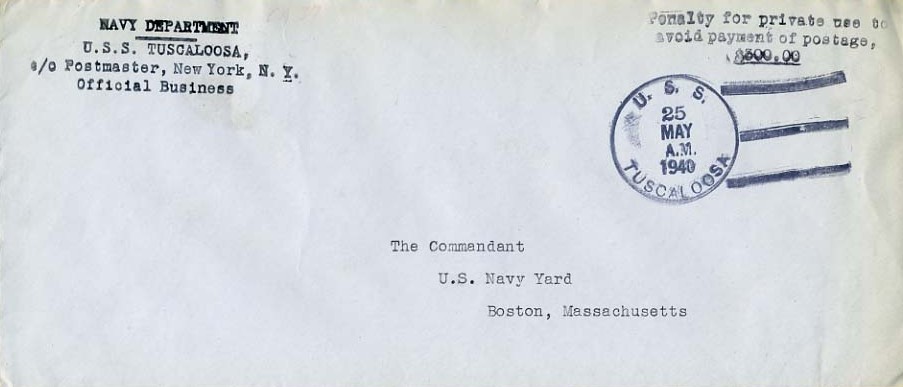 NAVY DEPARTMENT
U.S.S. TUSCALOOSA,
c/o Postmaster, New York, N. Y.
Official Business
Penalty for private use to
avoid payment of postage,
$300.00
U. S. S.
25
MAY
A.M.
1940
TUSCALOOSA
The Commandant
U.S. Navy Yard
Boston, Massachusetts